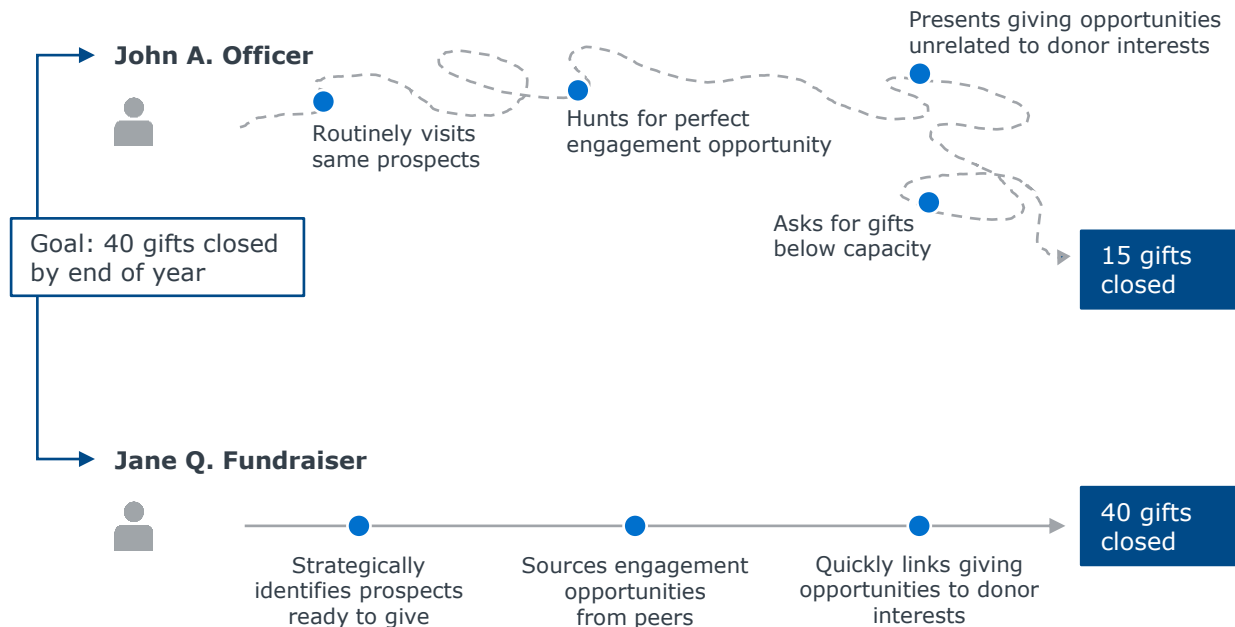 Presents giving opportunities
unrelated to donor interests
John A. Officer
Routinely visits
same prospects
Hunts for perfect
engagement opportunity
Asks for gifts
below capacity
Goal: 40 gifts closed
by end of year
15 gifts
closed
Jane Q. Fundraiser
40 gifts
closed
Strategically
identifies prospects
ready to give
Sources engagement
opportunities
from peers
Quickly links giving
opportunities to donor
interests